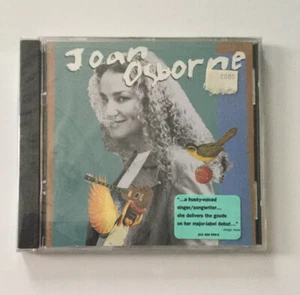 Joan
Osborne
"...a husky-voiced
singer/songwriter...
she delivers the goods
on her major-label debut..."